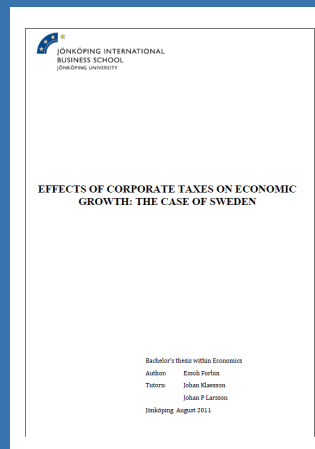 JÖNKÖPING INTERNATIONAL
BUSINESS SCHOOL
JÖNKÖPING UNIVERSITY
EFFECTS OF CORPORATE TAXES ON ECONOMIC
GROWTH: THE CASE OF SWEDEN
Bachelor's thesis within Economics
Author: Essoh Forbin
Tutors: Johan Klaesson
Johan P Larsson
Jönköping August 2011